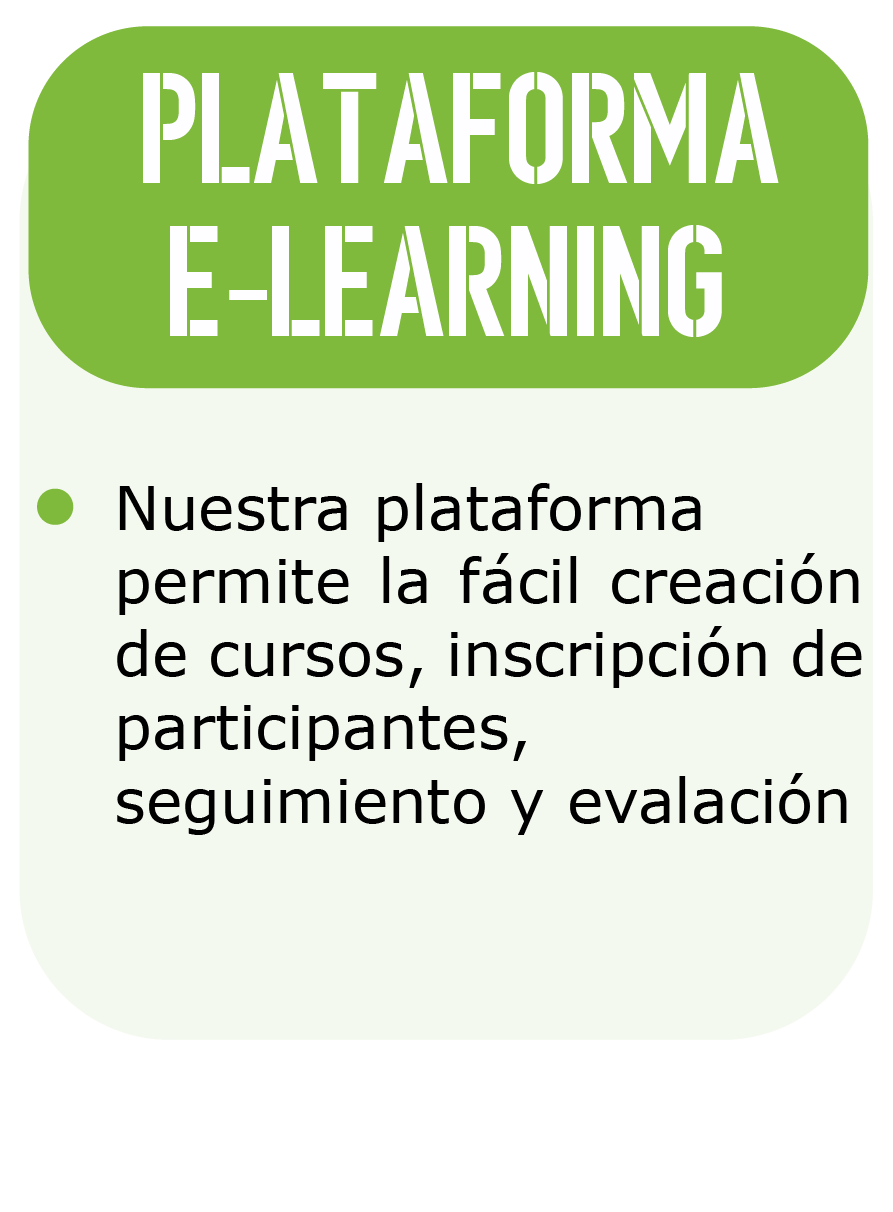 PLATAFORMA
E-LEARNING
● Nuestra plataforma
permite la fácil creación
de cursos, inscripción de
participantes,
seguimiento y evalación